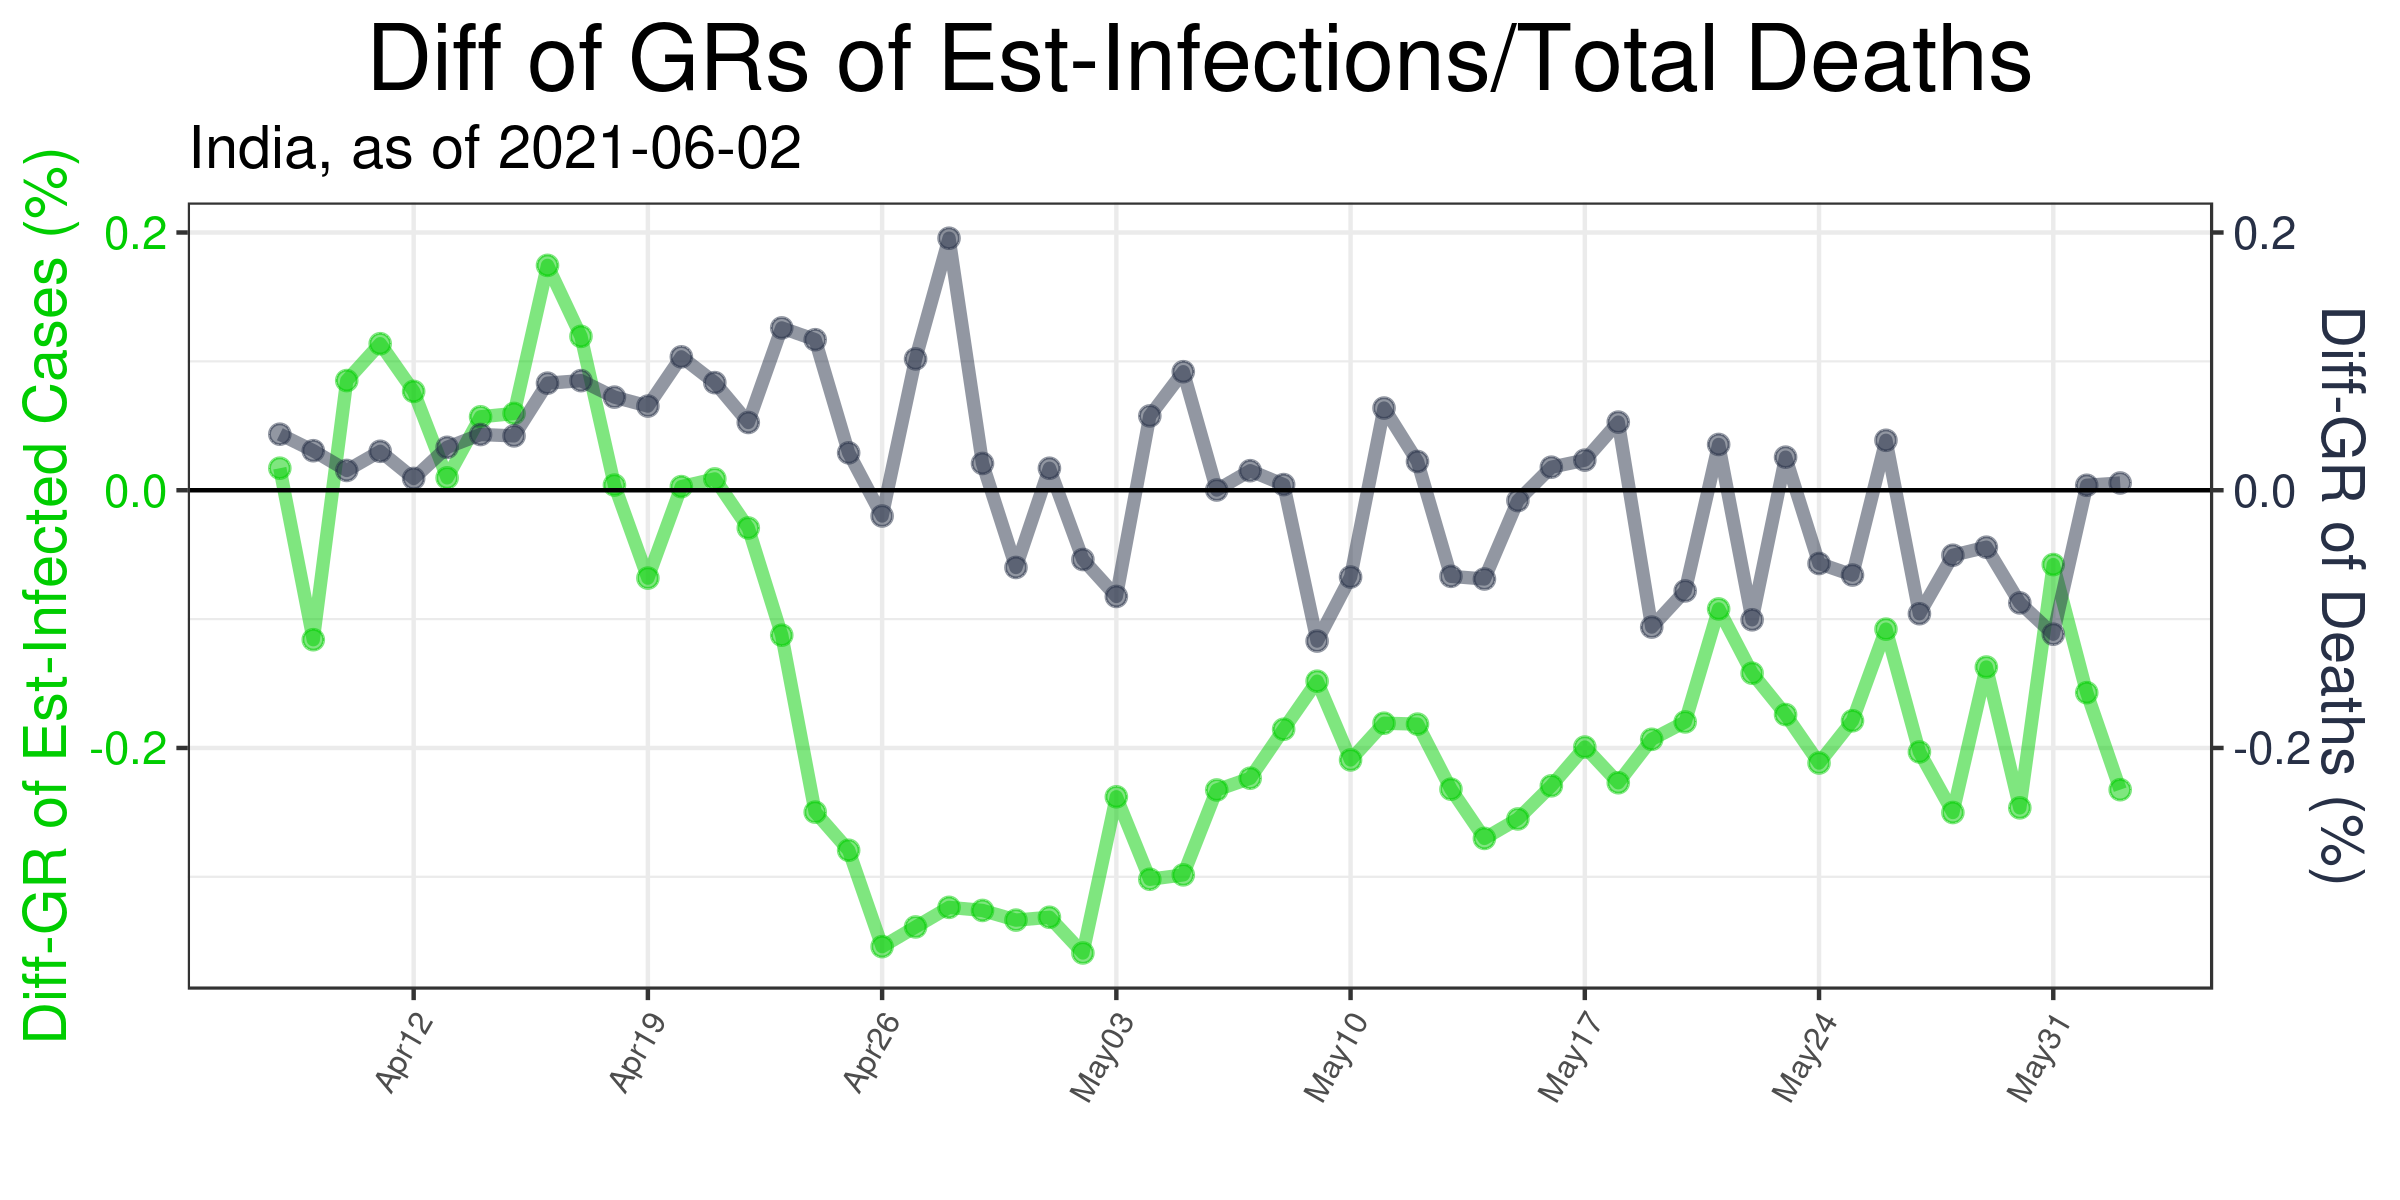 Diff of GRs of Est-Infections/Total Deaths
India, as of 2021-06-02
Diff-GR of Est-Infected Cases (%)
0.2
0.0
-0.2
0.2
0.0
-0.2
Diff-GR of Deaths (%)
Apr12
Apr19
Apr26
May03
May10
May17
May24
May31